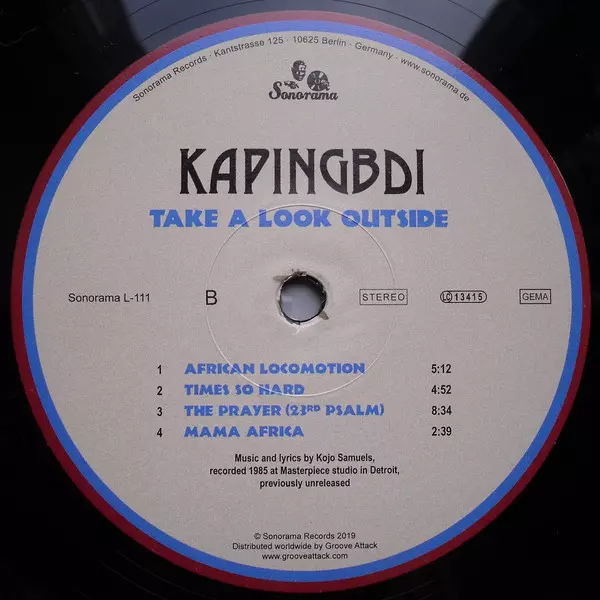 Sonorama Records · Kantstrasse 125 · 10625 Berlin · Germany · www.sonorama.de
Sonorama
KAPINGBDI
TAKE A LOOK OUTSIDE
Sonorama L-111 B STEREO LC 13415 GEMA
1 AFRICAN LOCOMOTION 5:12
2 TIMES SO HARD 4:52
3 THE PRAYER (23RD PSALM) 8:34
4 MAMA AFRICA 2:39
Music and lyrics by Kojo Samuels,
recorded 1985 at Masterpiece studio in Detroit,
previously unreleased
© Sonorama Records 2019
Distributed worldwide by Groove Attack
www.grooveattack.com